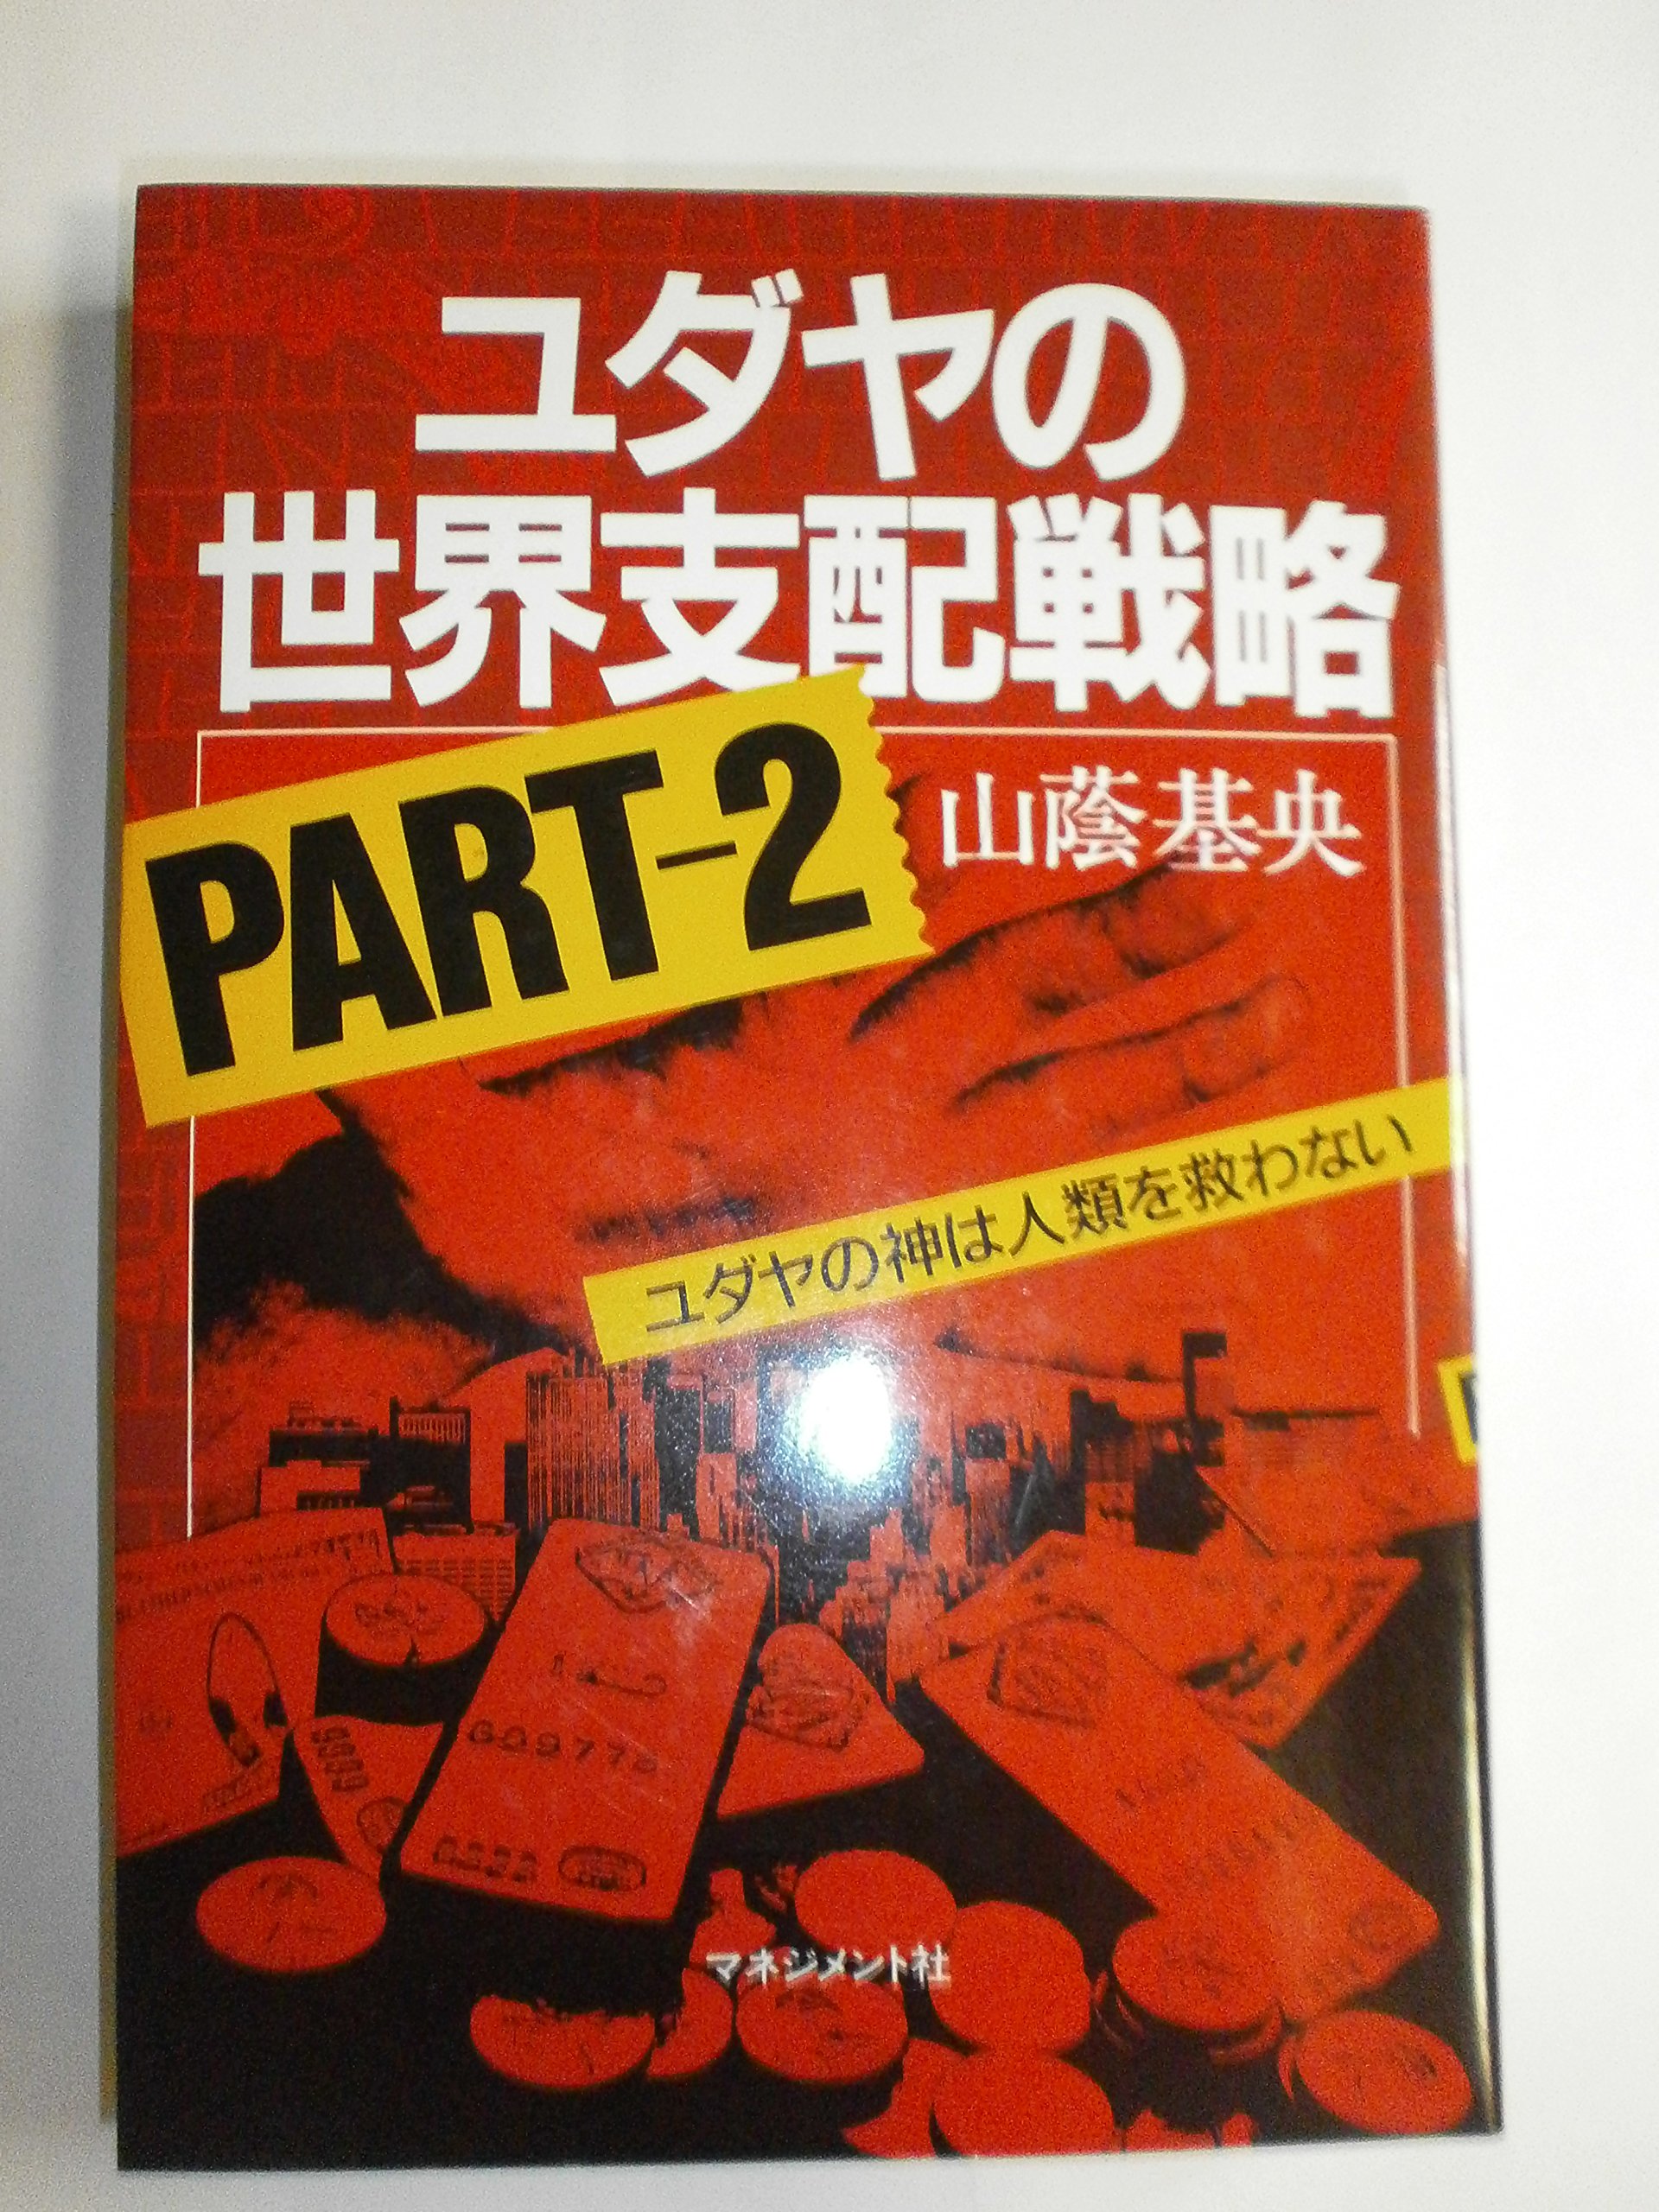 ユダヤの
世界支配戦略
PART-2
山蔭基央
ユダヤの神は人類を救わない
マネジメント社